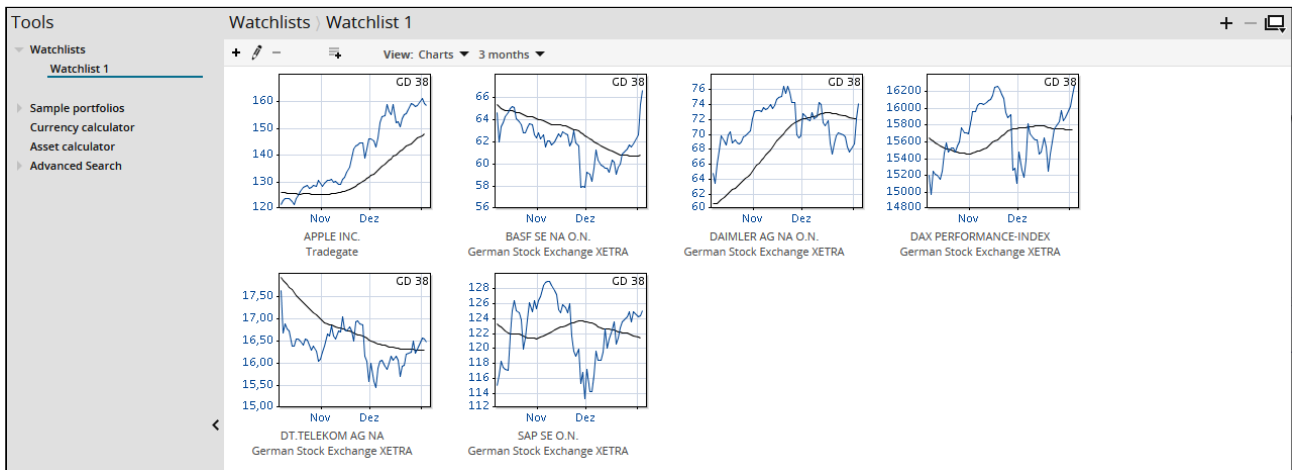 Tools
Watchlists
Watchlist 1
Sample portfolios
Currency calculator
Asset calculator
Advanced Search
Watchlists 〉 Watchlist 1
View: Charts 3 months
GD 38
160
150
140
130
120
Nov Dez
APPLE INC.
Tradegate
GD 38
66
64
62
60
58
56
Nov Dez
BASF SE NA O.N.
German Stock Exchange XETRA
GD 38
76
74
72
70
68
66
64
62
60
Nov Dez
DAIMLER AG NA O.N.
German Stock Exchange XETRA
GD 38
16200
16000
15800
15600
15400
15200
15000
14800
Nov Dez
DAX PERFORMANCE-INDEX
German Stock Exchange XETRA
GD 38
17,50
17,00
16,50
16,00
15,50
15,00
Nov Dez
DT.TELEKOM AG NA
German Stock Exchange XETRA
GD 38
128
126
124
122
120
118
116
114
112
Nov Dez
SAP SE O.N.
German Stock Exchange XETRA